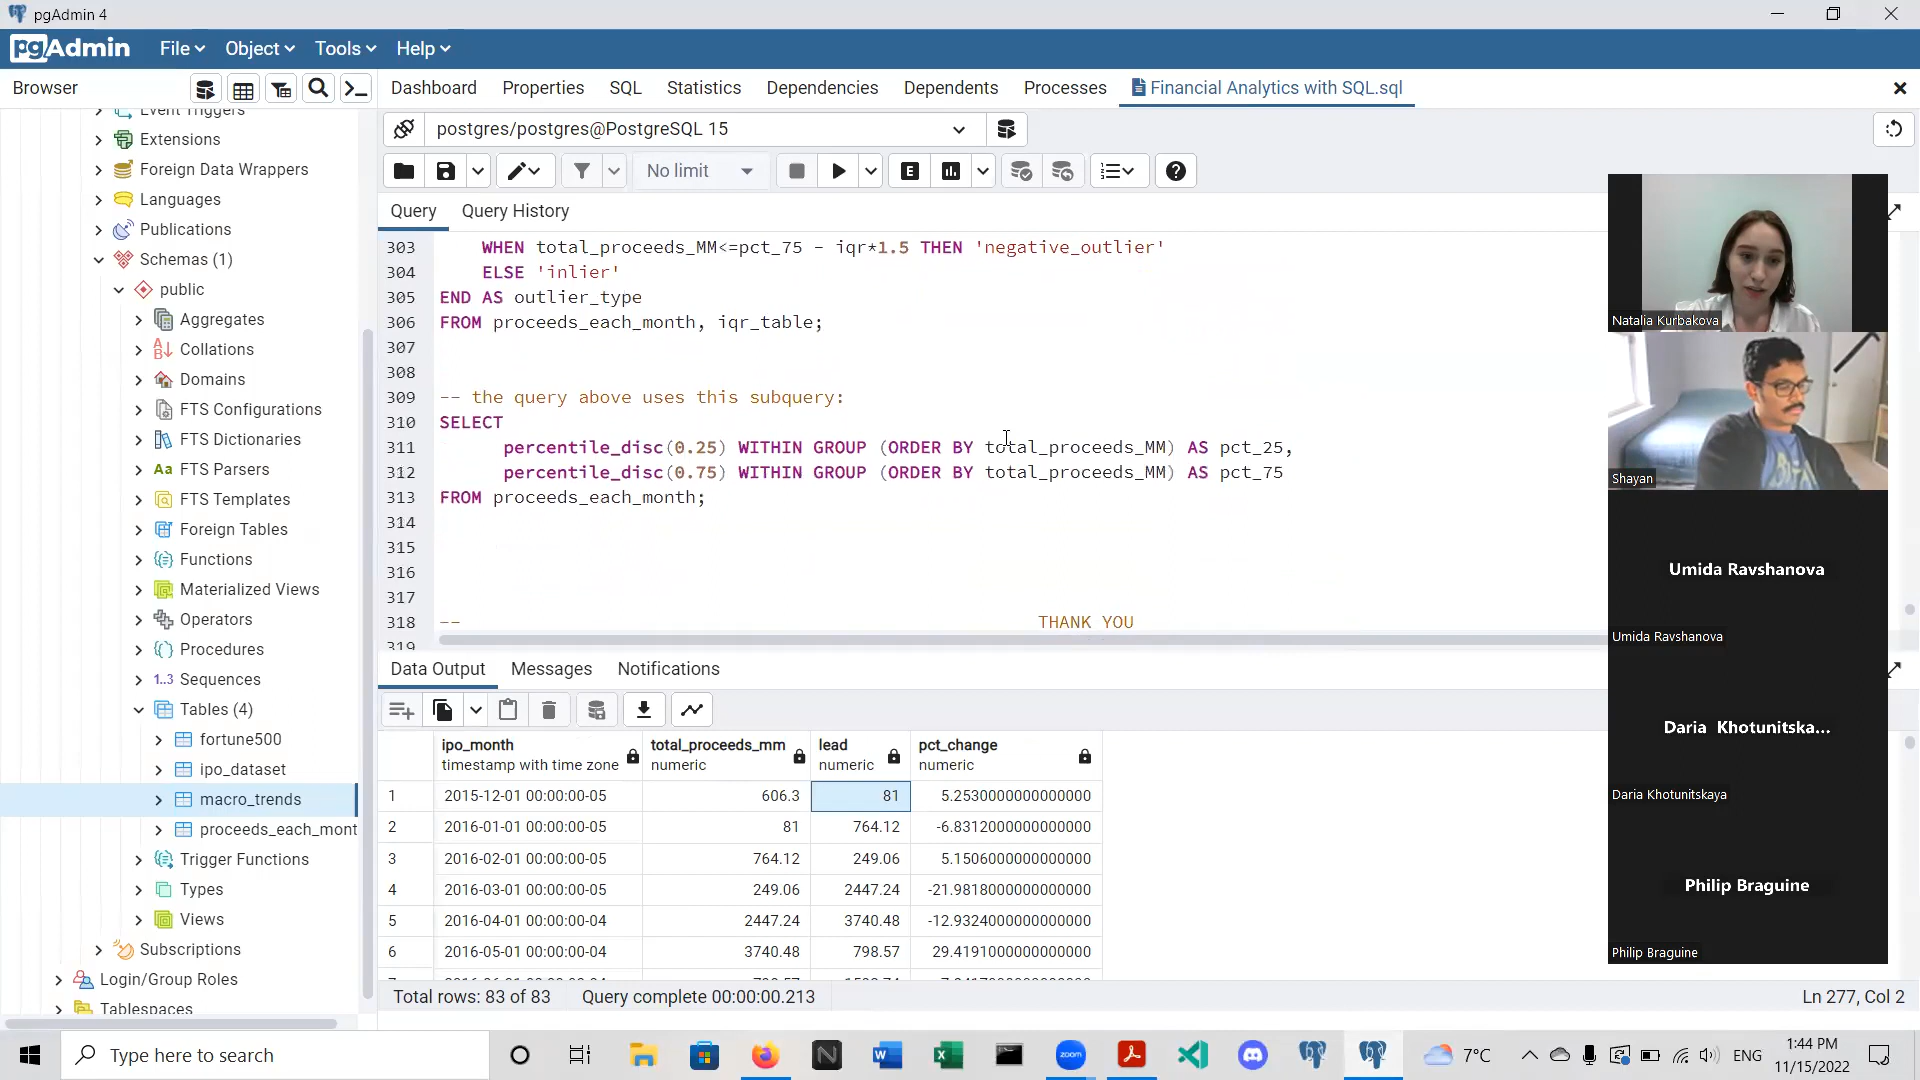 pgAdmin 4
pgAdmin File Object Tools Help
Browser
Dashboard Properties SQL Statistics Dependencies Dependents Processes Financial Analytics with SQL.sql
Event Triggers
Extensions
Foreign Data Wrappers
Languages
Publications
Schemas (1)
public
Aggregates
Collations
Domains
FTS Configurations
FTS Dictionaries
FTS Parsers
FTS Templates
Foreign Tables
Functions
Materialized Views
Operators
Procedures
Sequences
Tables (4)
fortune500
ipo_dataset
macro_trends
proceeds_each_mont
Trigger Functions
Types
Views
Subscriptions
Login/Group Roles
Tablespaces
postgres/postgres@PostgreSQL 15
No limit
Query Query History
303 WHEN total_proceeds_MM<=pct_75 - iqr*1.5 THEN 'negative_outlier'
304 ELSE 'inlier'
305 END AS outlier_type
306 FROM proceeds_each_month, iqr_table;
307
308
309 -- the query above uses this subquery:
310 SELECT
311 percentile_disc(0.25) WITHIN GROUP (ORDER BY total_proceeds_MM) AS pct_25,
312 percentile_disc(0.75) WITHIN GROUP (ORDER BY total_proceeds_MM) AS pct_75
313 FROM proceeds_each_month;
314
315
316
317
318 -- THANK YOU
319
Data Output Messages Notifications
ipo_month total_proceeds_mm lead pct_change
timestamp with time zone numeric numeric numeric
1 2015-12-01 00:00:00-05 606.3 81 5.2530000000000000
2 2016-01-01 00:00:00-05 81 764.12 -6.8312000000000000
3 2016-02-01 00:00:00-05 764.12 249.06 5.1506000000000000
4 2016-03-01 00:00:00-05 249.06 2447.24 -21.9818000000000000
5 2016-04-01 00:00:00-04 2447.24 3740.48 -12.9324000000000000
6 2016-05-01 00:00:00-04 3740.48 798.57 29.4191000000000000
Total rows: 83 of 83 Query complete 00:00:00.213 Ln 277, Col 2
Natalia Kurbakova
Shayan
Umida Ravshanova
Umida Ravshanova
Daria Khotunitska...
Daria Khotunitskaya
Philip Braguine
Philip Braguine
Type here to search
zoom
7°C
ENG
1:44 PM
11/15/2022